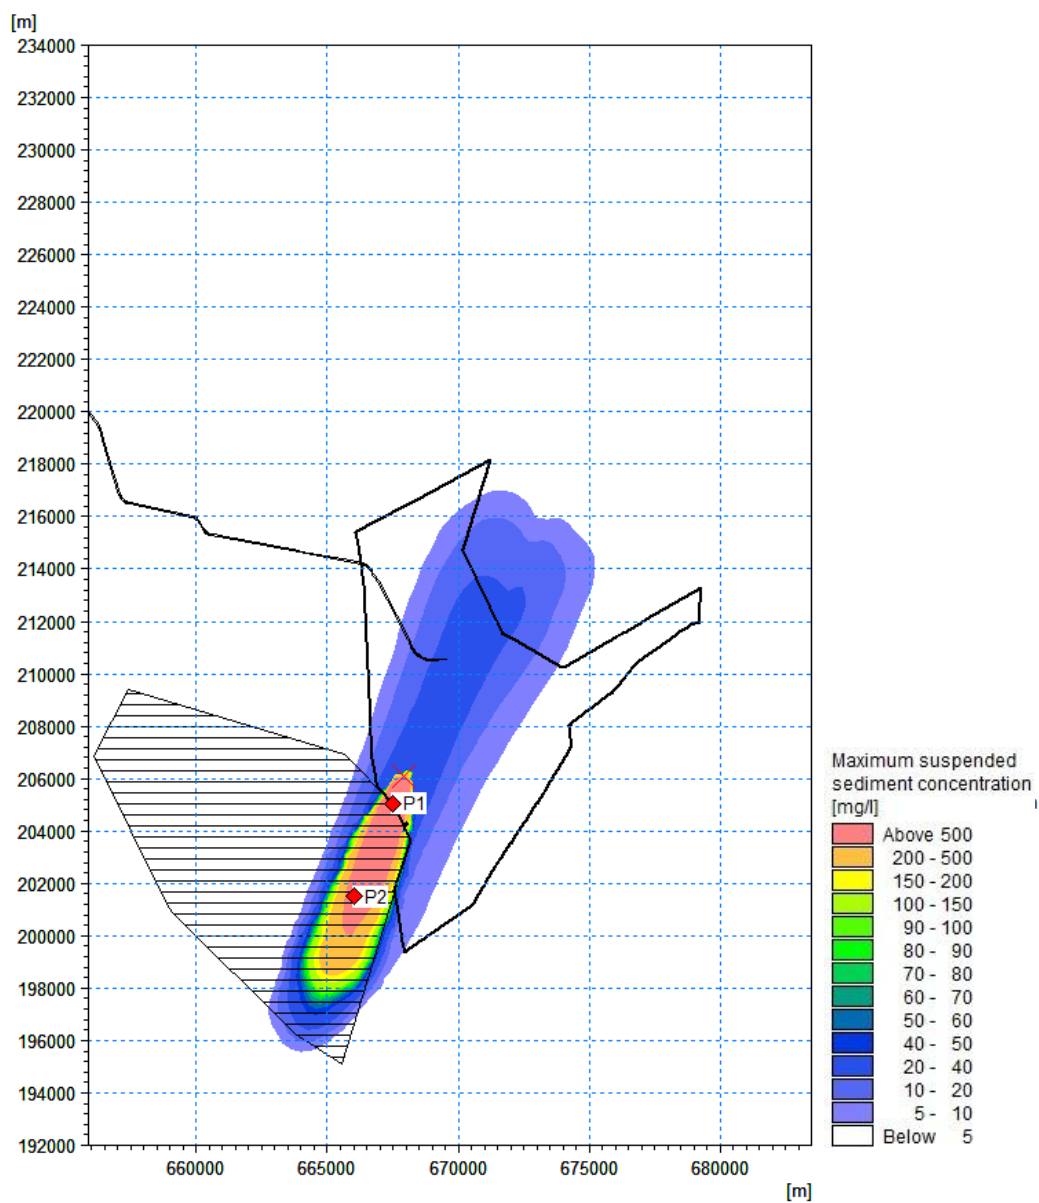 [m]
234000
232000
230000
228000
226000
224000
222000
220000
218000
216000
214000
212000
210000
208000
206000
204000
202000
200000
198000
196000
194000
192000
660000 665000 670000 675000 680000
[m]
P1
P2
Maximum suspended
sediment concentration
[mg/l]
Above 500
200 - 500
150 - 200
100 - 150
90 - 100
80 - 90
70 - 80
60 - 70
50 - 60
40 - 50
20 - 40
10 - 20
5 - 10
Below 5